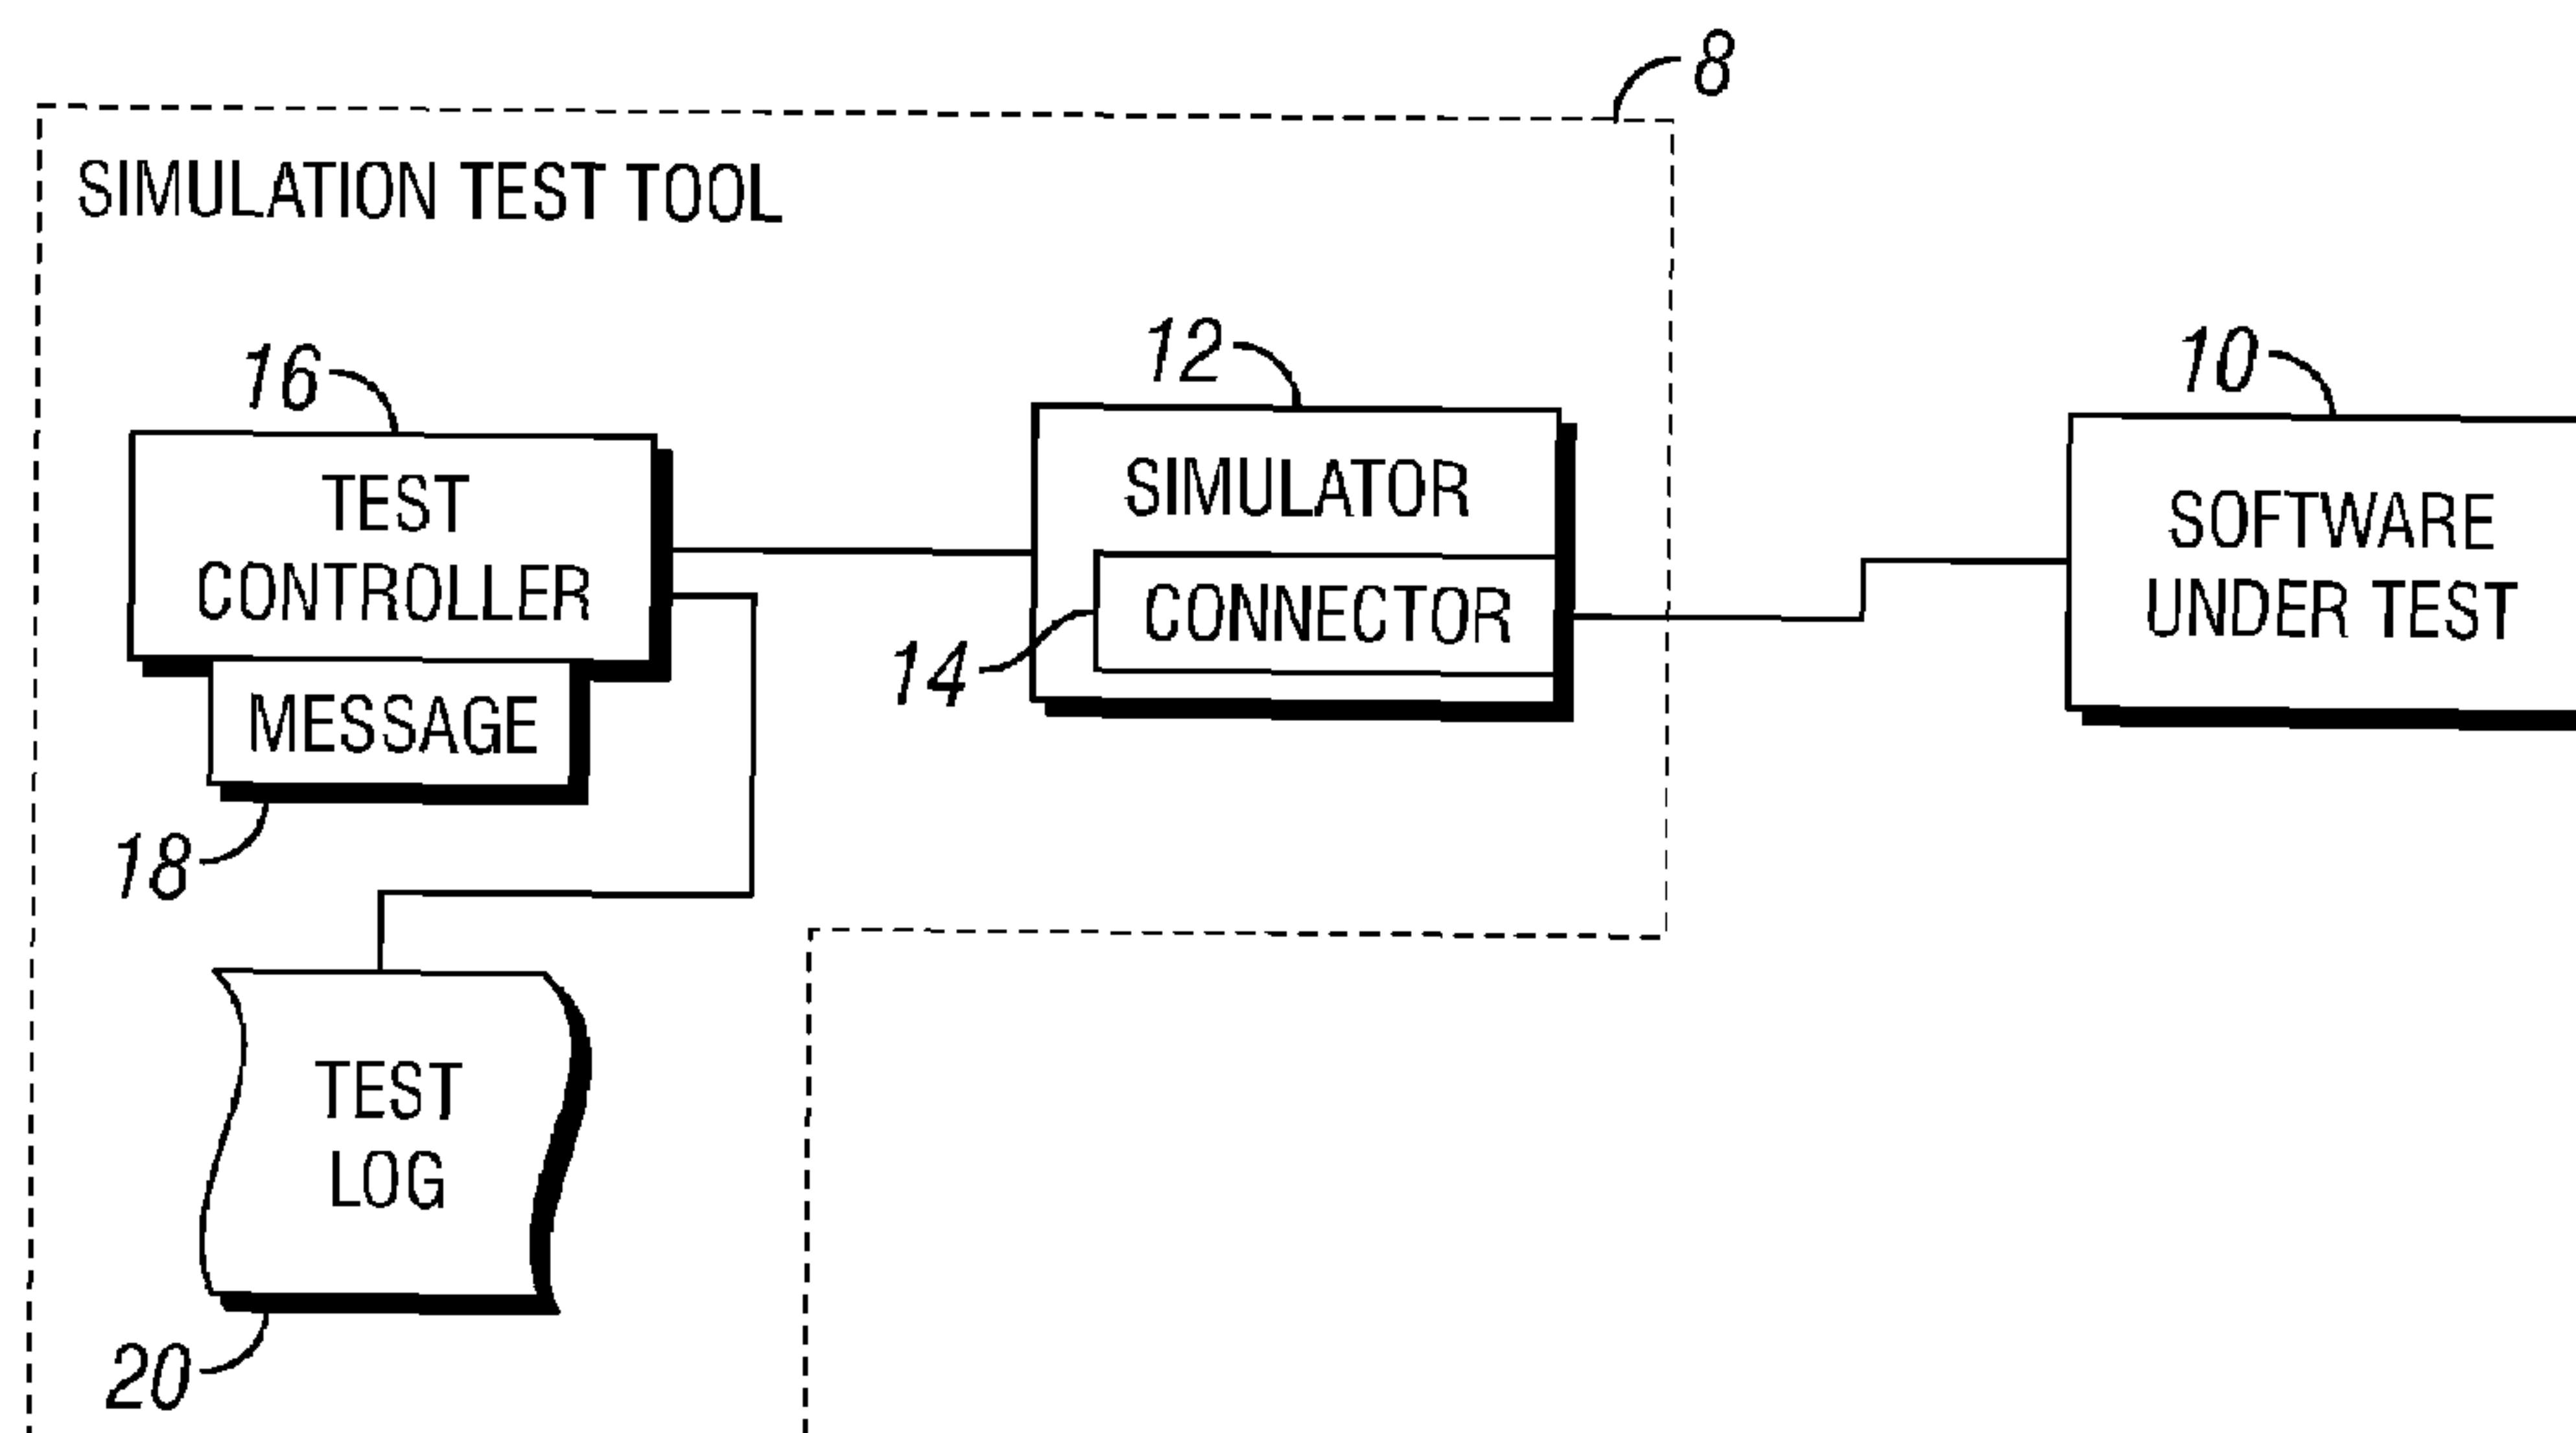 8
SIMULATION TEST TOOL
16
TEST
CONTROLLER
MESSAGE
18
12
SIMULATOR
CONNECTOR
14
10
SOFTWARE
UNDER TEST
TEST
LOG
20